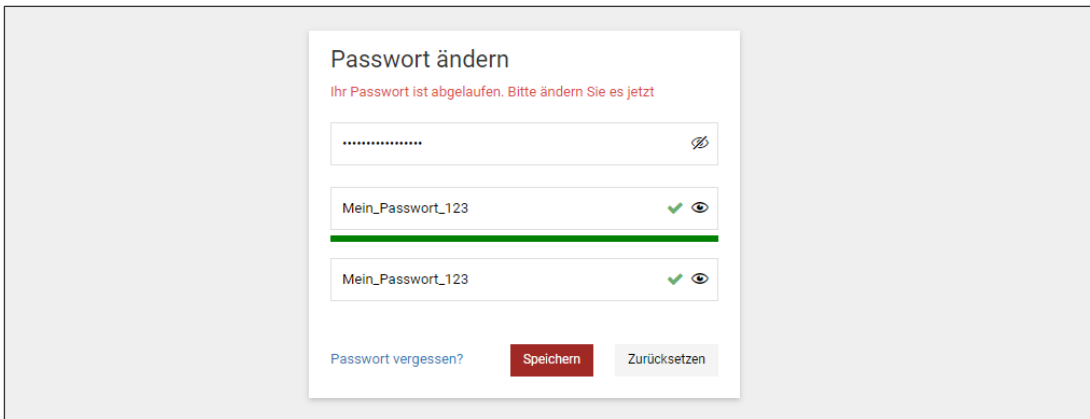 Passwort ändern
Ihr Passwort ist abgelaufen. Bitte ändern Sie es jetzt
•••••••••••••••••
Mein_Passwort_123
Mein_Passwort_123
Passwort vergessen? Speichern Zurücksetzen